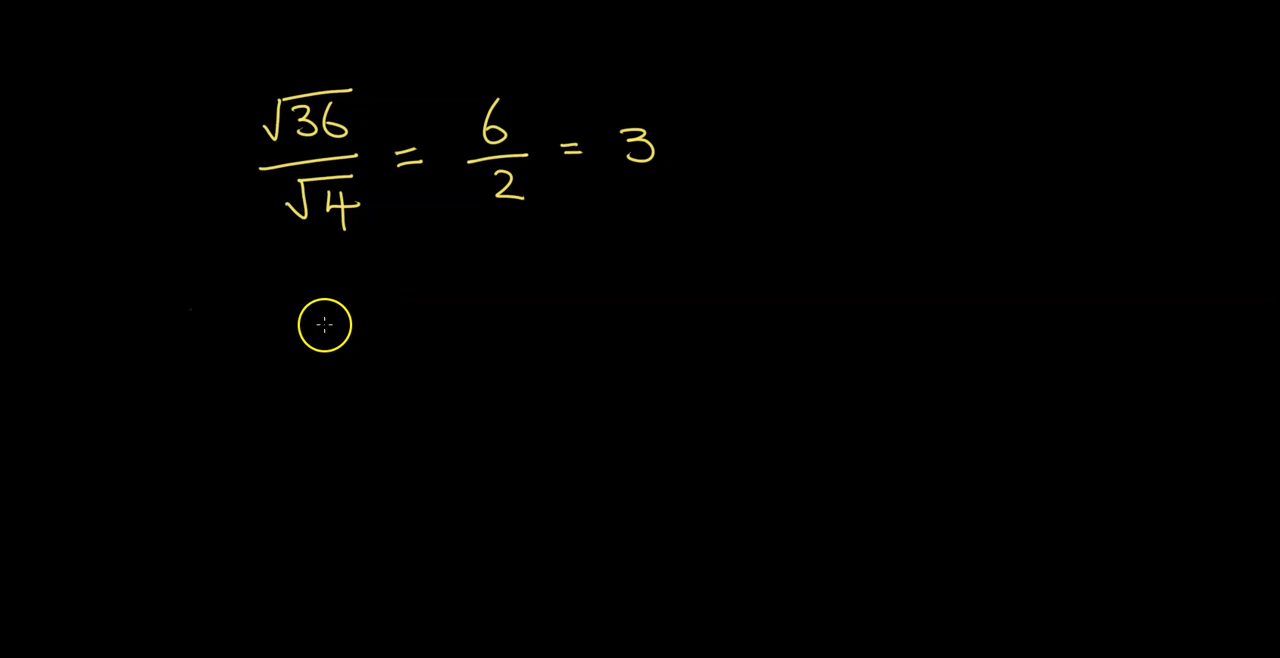 √36/√4 = 6/2 = 3